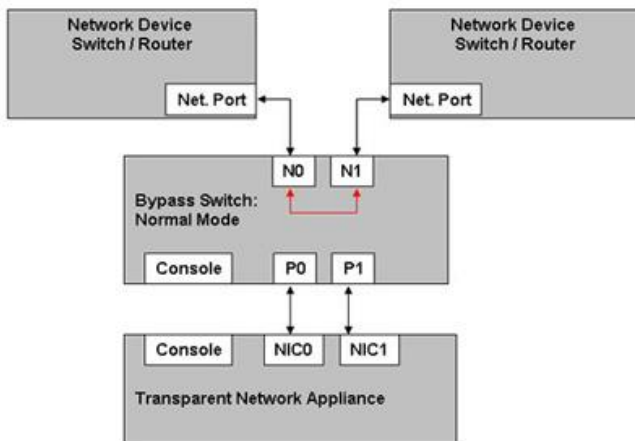 Network Device
Switch / Router
Net. Port
Network Device
Switch / Router
Net. Port
N0
N1
Bypass Switch:
Normal Mode
Console
P0
P1
Console
NIC0
NIC1
Transparent Network Appliance